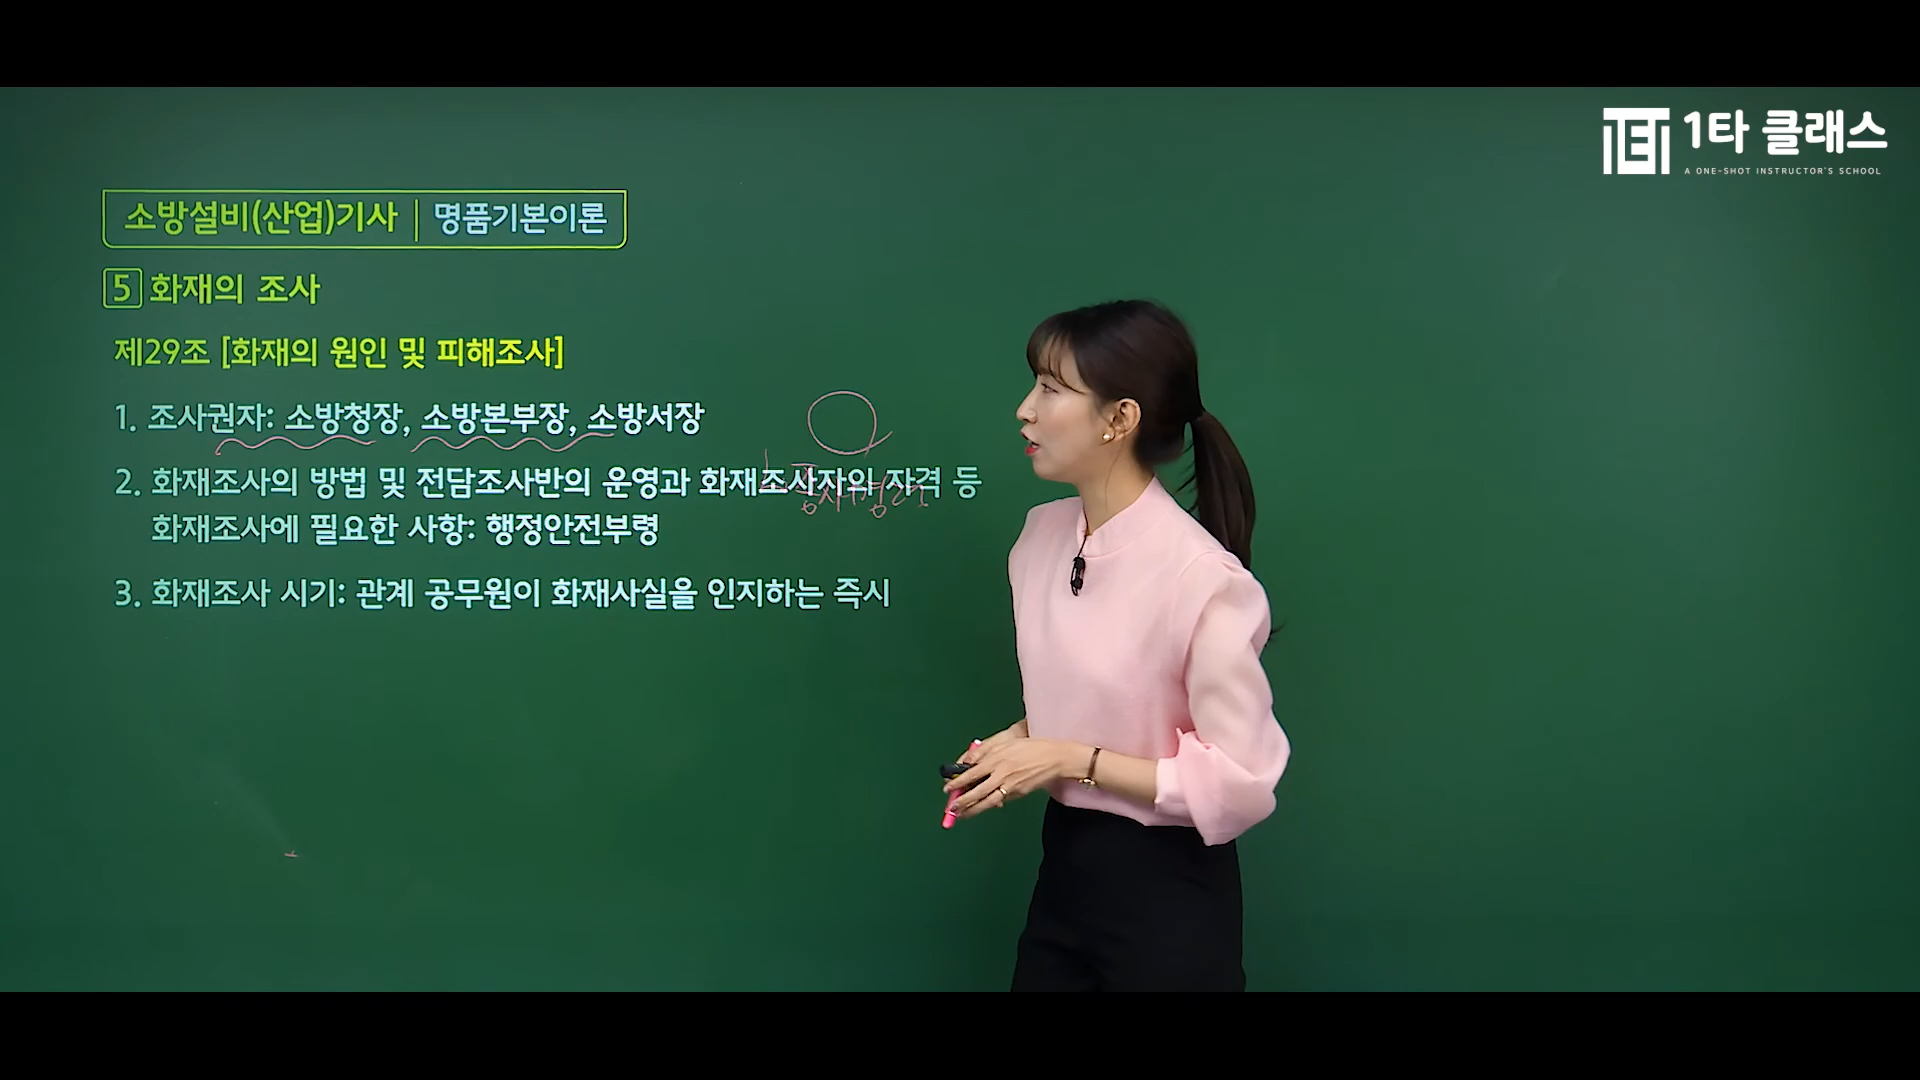 1타 클래스
A ONE-SHOT INSTRUCTOR'S SCHOOL
소방설비(산업)기사 | 명품기본이론
5 화재의 조사
제29조 [화재의 원인 및 피해조사]
1. 조사권자: 소방청장, 소방본부장, 소방서장
2. 화재조사의 방법 및 전담조사반의 운영과 화재조사자의 자격 등
화재조사에 필요한 사항: 행정안전부령
3. 화재조사 시기: 관계 공무원이 화재사실을 인지하는 즉시